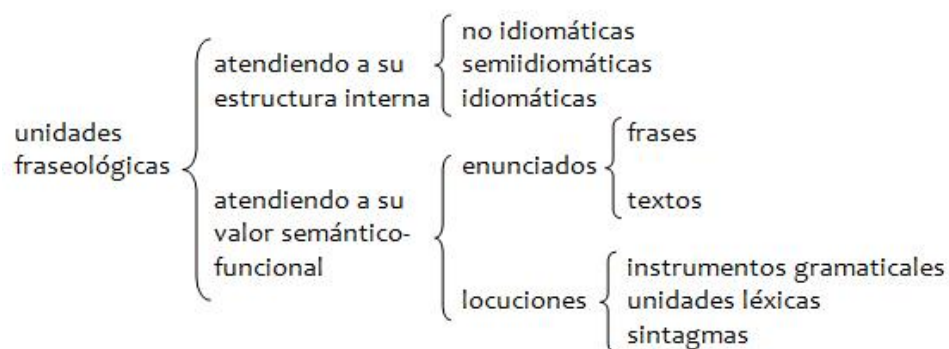 unidades
fraseológicas
atendiendo a su
estructura interna
no idiomáticas
semiidiomáticas
idiomáticas
atendiendo a su
valor semántico-
funcional
enunciados
frases
textos
locuciones
instrumentos gramaticales
unidades léxicas
sintagmas